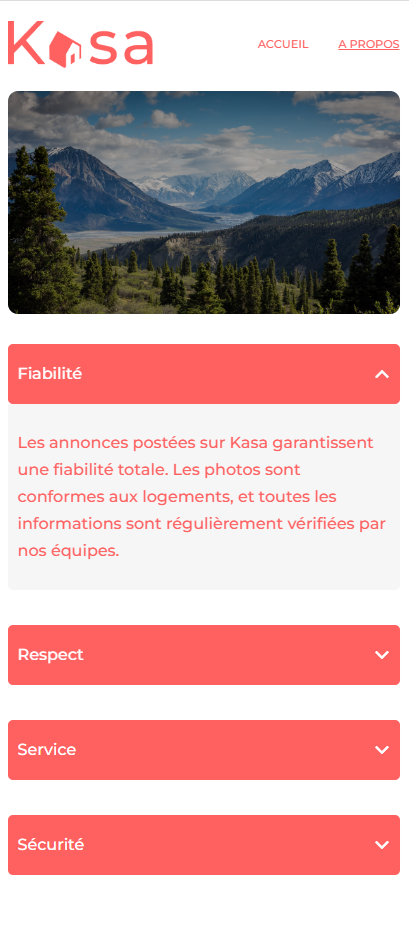 Kasa
ACCUEIL
A PROPOS
Fiabilité
Les annonces postées sur Kasa garantissent
une fiabilité totale. Les photos sont
conformes aux logements, et toutes les
informations sont régulièrement vérifiées par
nos équipes.
Respect
Service
Sécurité